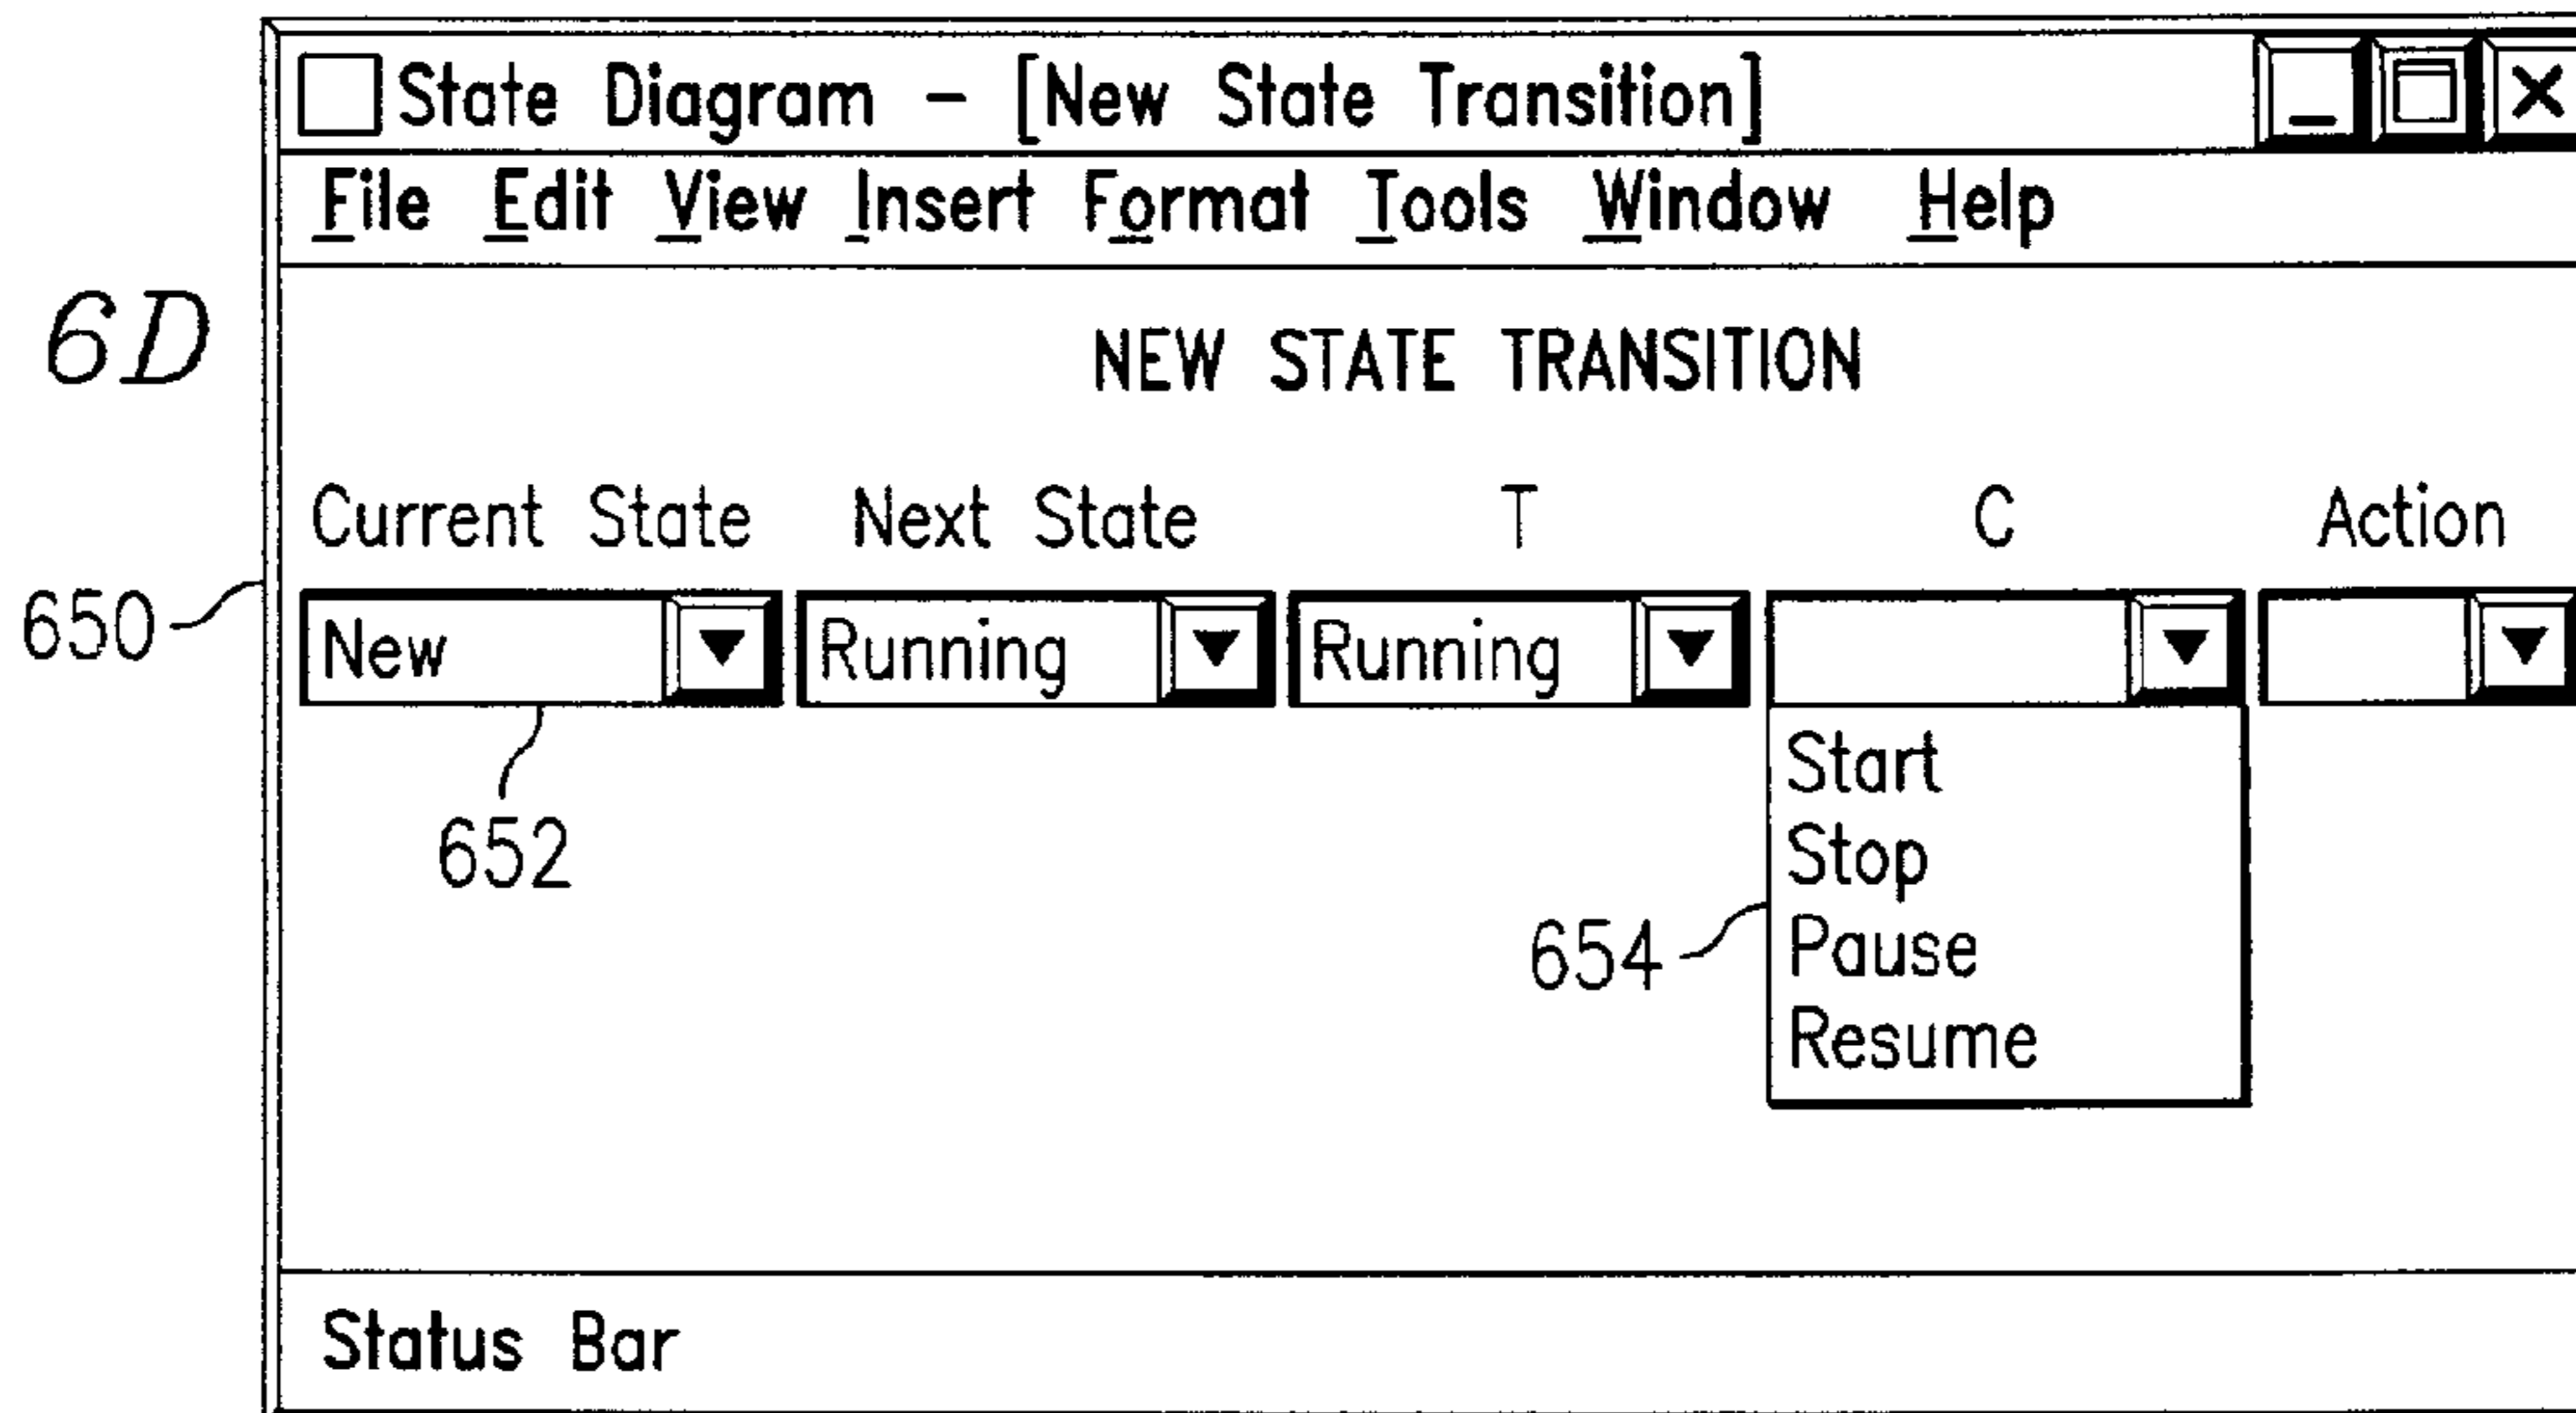 State Diagram – [New State Transition]
File Edit View Insert Format Tools Window Help
6D
NEW STATE TRANSITION
Current State Next State T C Action
650
New Running Running
Start
652
Stop
654
Pause
Resume
Status Bar